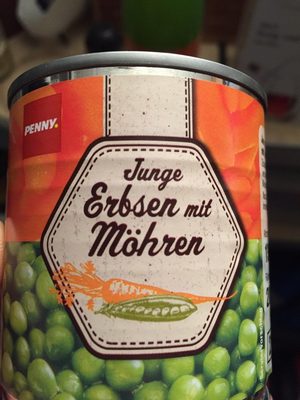 PENNY.
Junge
Erbsen mit
Möhren